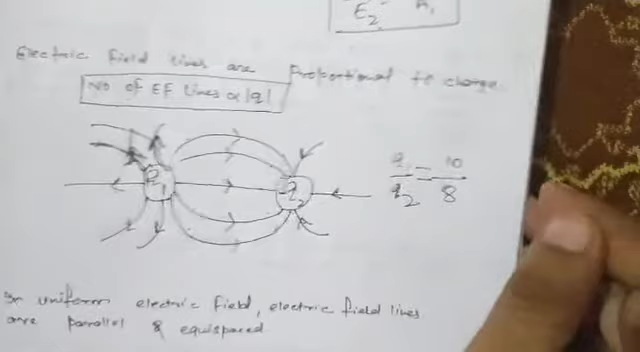 E₂ R₁
Electric field lines are proportional to charge
No of EF lines α |q|
q₁ q₂
q₁/q₂ = 10/8
In uniform electric field, electric field lines
are parallel & equispaced